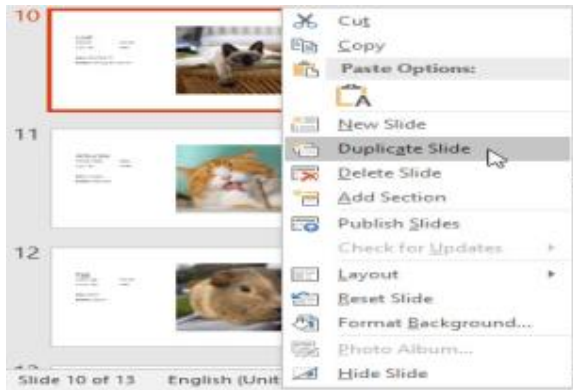 10
11
12
Cut
Copy
Paste Options:
New Slide
Duplicate Slide
Delete Slide
Add Section
Publish Slides
Check for Updates
Layout
Reset Slide
Format Background...
Photo Album...
Hide Slide
Slide 10 of 13 English (Unit